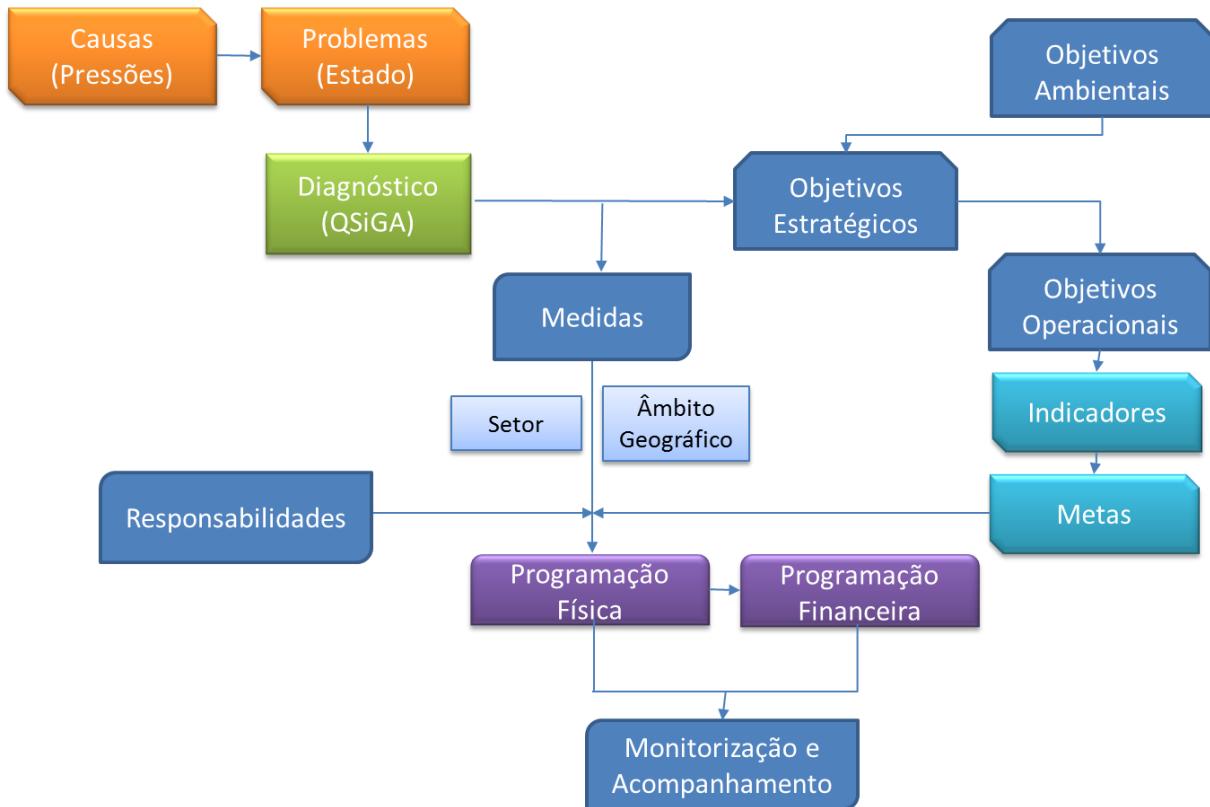 Causas
(Pressões)
Problemas
(Estado)
Objetivos
Ambientais
Diagnóstico
(QSiGA)
Objetivos
Estratégicos
Medidas
Objetivos
Operacionais
Setor
Âmbito
Geográfico
Indicadores
Responsabilidades
Metas
Programação
Física
Programação
Financeira
Monitorização e
Acompanhamento